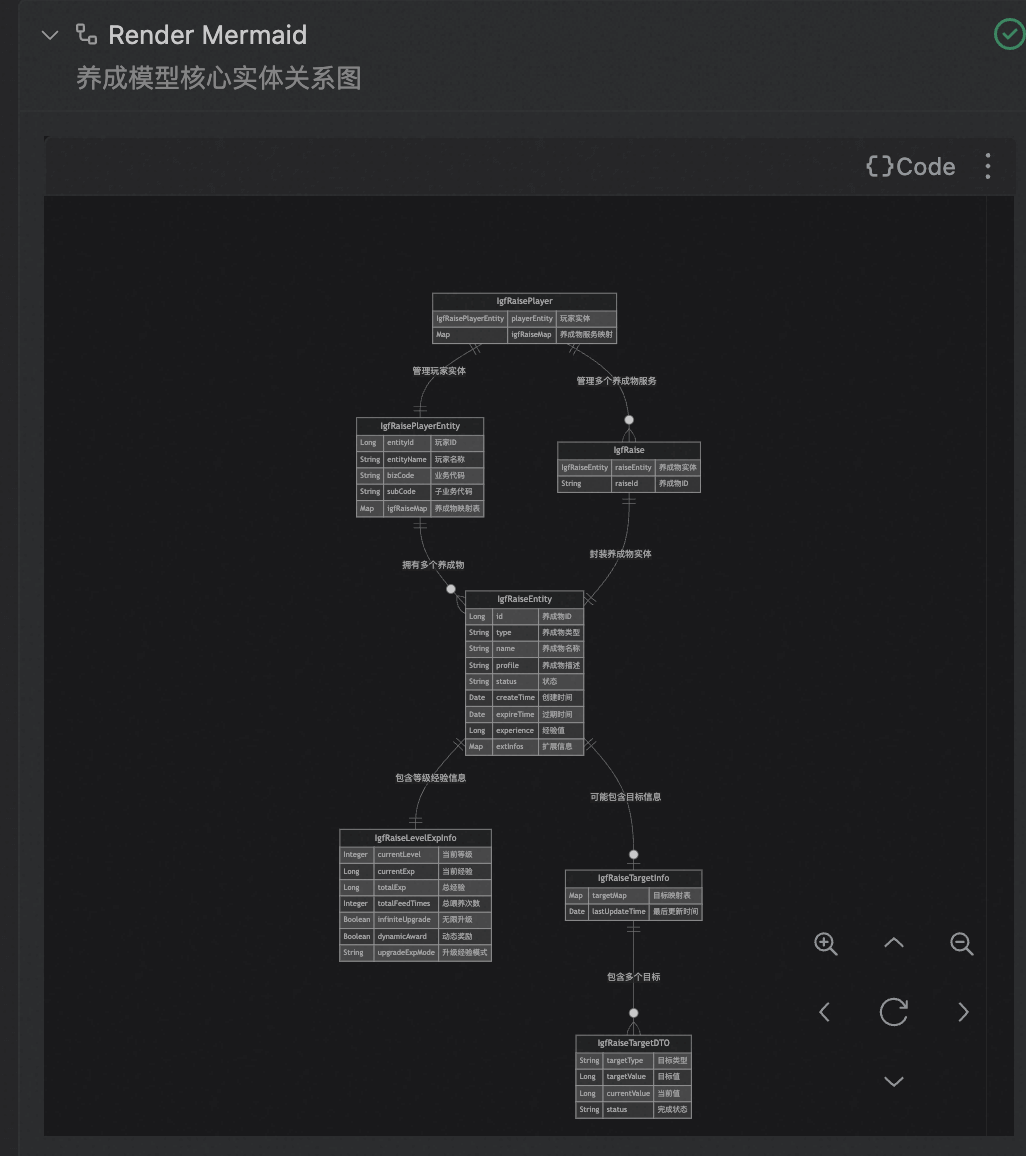 Render Mermaid
养成模型核心实体关系图
{}Code
IgfRaisePlayer
IgfRaisePlayerEntity playerEntity 玩家实体
Map igfRaiseMap 养成物服务映射
管理玩家实体
管理多个养成物服务
IgfRaisePlayerEntity
Long entityId 玩家ID
String entityName 玩家名称
String bizCode 业务代码
String subCode 子业务代码
Map igfRaiseMap 养成物映射表
IgfRaise
IgfRaiseEntity raiseEntity 养成物实体
String raiseId 养成物ID
拥有多个养成物
封装养成物实体
IgfRaiseEntity
Long id 养成物ID
String type 养成物类型
String name 养成物名称
String profile 养成物描述
String status 状态
Date createTime 创建时间
Date expireTime 过期时间
Long experience 经验值
Map extInfos 扩展信息
包含等级经验信息
可能包含目标信息
IgfRaiseLevelExpInfo
Integer currentLevel 当前等级
Long currentExp 当前经验
Long totalExp 总经验
Integer totalFeedTimes 总喂养次数
Boolean infiniteUpgrade 无限升级
Boolean dynamicAward 动态奖励
String upgradeExpMode 升级经验模式
IgfRaiseTargetInfo
Map targetMap 目标映射表
Date lastUpdateTime 最后更新时间
包含多个目标
IgfRaiseTargetDTO
String targetType 目标类型
Long targetValue 目标值
Long currentValue 当前值
String status 完成状态